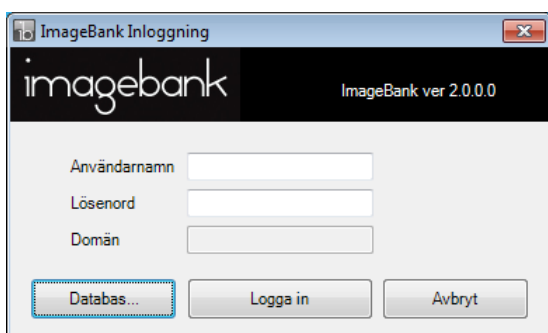 ImageBank Inloggning
imagebank
ImageBank ver 2.0.0.0
Användarnamn
Lösenord
Domän
Databas... Logga in Avbryt